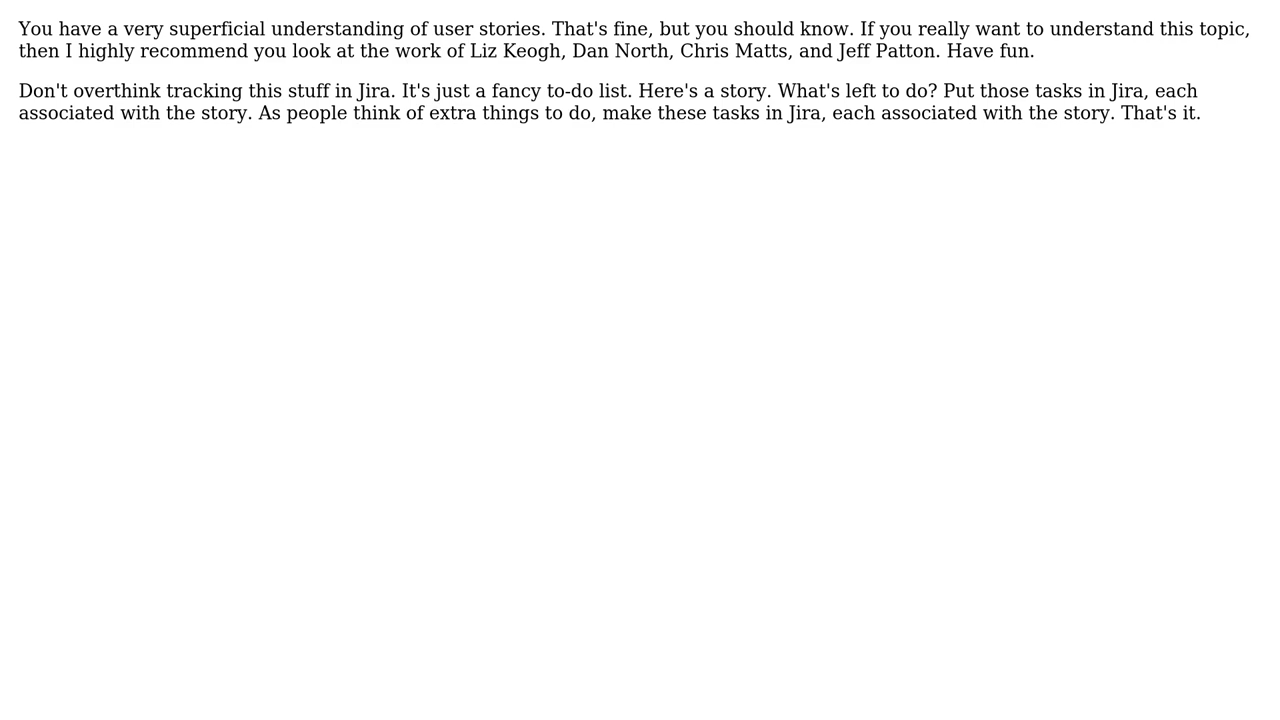 You have a very superficial understanding of user stories. That's fine, but you should know. If you really want to understand this topic,
then I highly recommend you look at the work of Liz Keogh, Dan North, Chris Matts, and Jeff Patton. Have fun.
Don't overthink tracking this stuff in Jira. It's just a fancy to-do list. Here's a story. What's left to do? Put those tasks in Jira, each
associated with the story. As people think of extra things to do, make these tasks in Jira, each associated with the story. That's it.